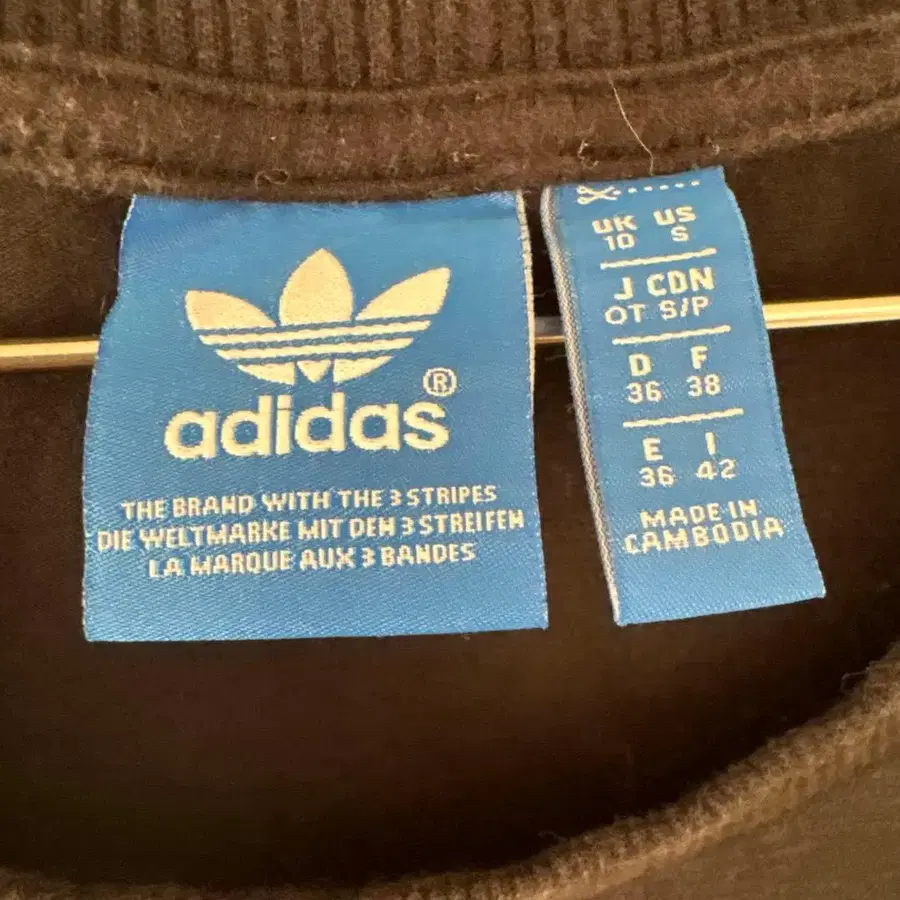 adidas®
THE BRAND WITH THE 3 STRIPES
DIE WELTMARKE MIT DEN 3 STREIFEN
LA MARQUE AUX 3 BANDES
UK US
10 S
J CDN
OT S/P
D F
36 38
E I
36 42
MADE IN
CAMBODIA